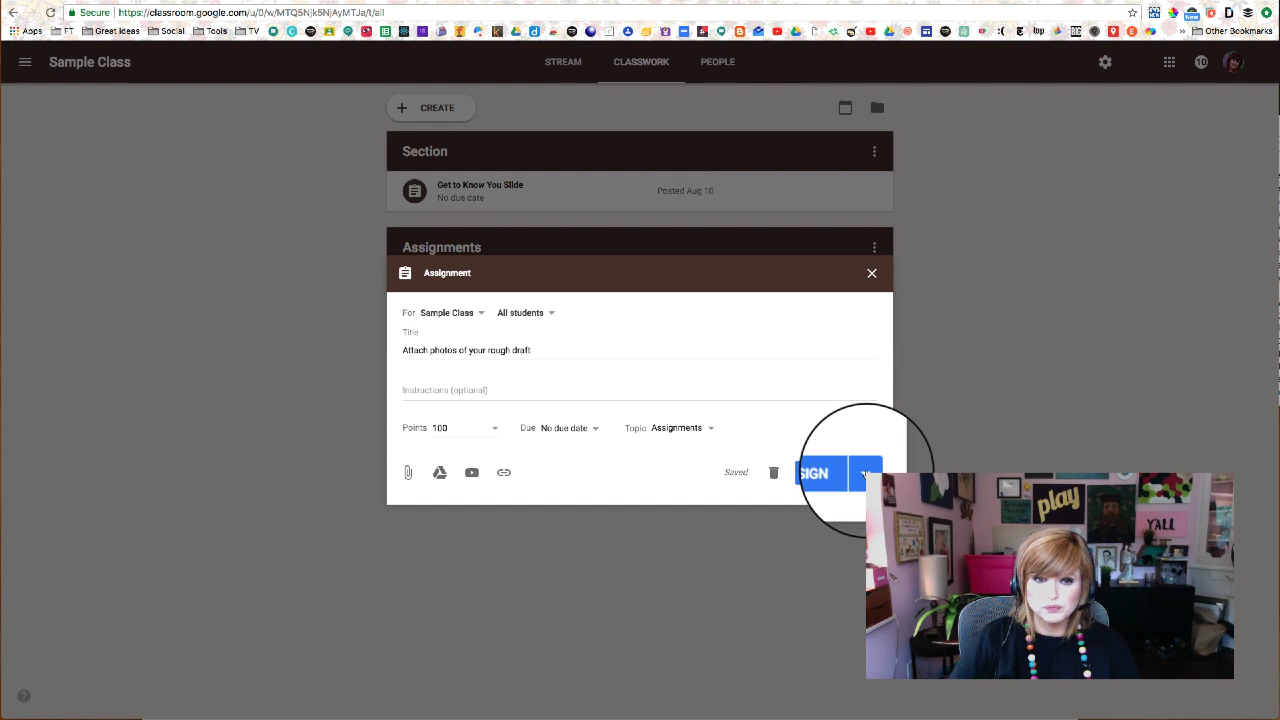 Secure https://classroom.google.com/u/0/w/MTQ5Njk5NjAyMTJa/t/all
New
Apps FT Great Ideas Social Tools TV Other Bookmarks
Sample Class STREAM CLASSWORK PEOPLE 10
CREATE
Section
Get to Know You Slide Posted Aug 10
No due date
Assignments
Assignment
For Sample Class All students
Title
Attach photos of your rough draft
Instructions (optional)
Points 100 Due No due date Topic Assignments
Saved SIGN
play
Y'ALL